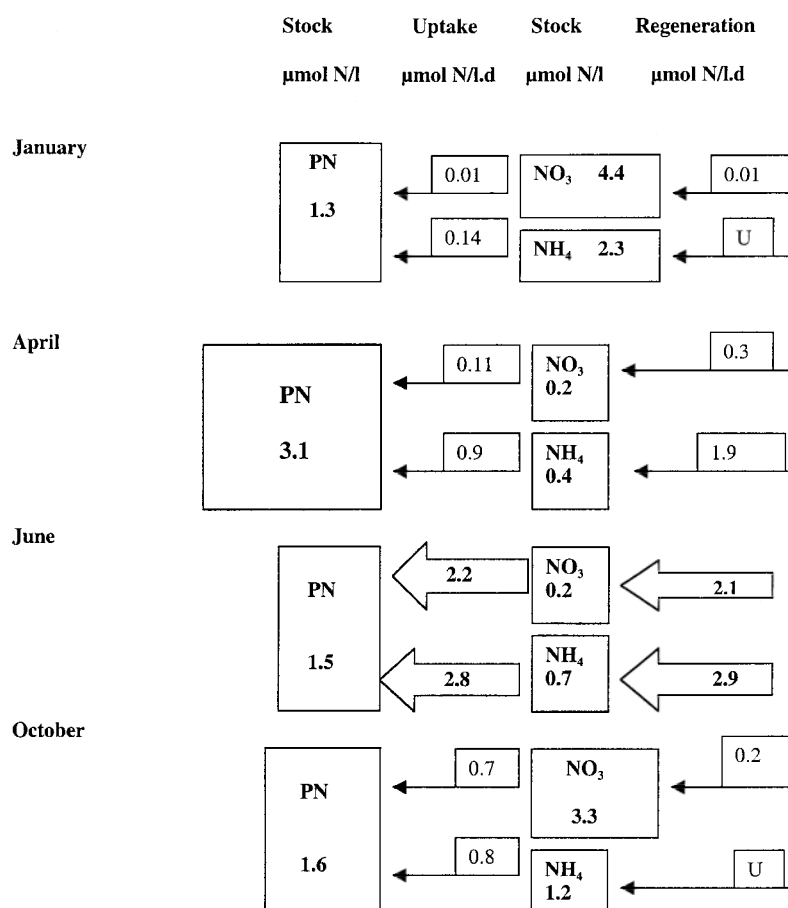 Stock Uptake Stock Regeneration
µmol N/l µmol N/l.d µmol N/l µmol N/l.d
January
PN 0.01 NO₃ 4.4 0.01
1.3
0.14 NH₄ 2.3 U
April
PN 0.11 NO₃ 0.3
0.2
3.1 0.9 NH₄ 1.9
0.4
June
PN 2.2 NO₃ 2.1
0.2
1.5 2.8 NH₄ 2.9
0.7
October
PN 0.7 NO₃ 0.2
3.3
1.6 0.8 NH₄ U
1.2